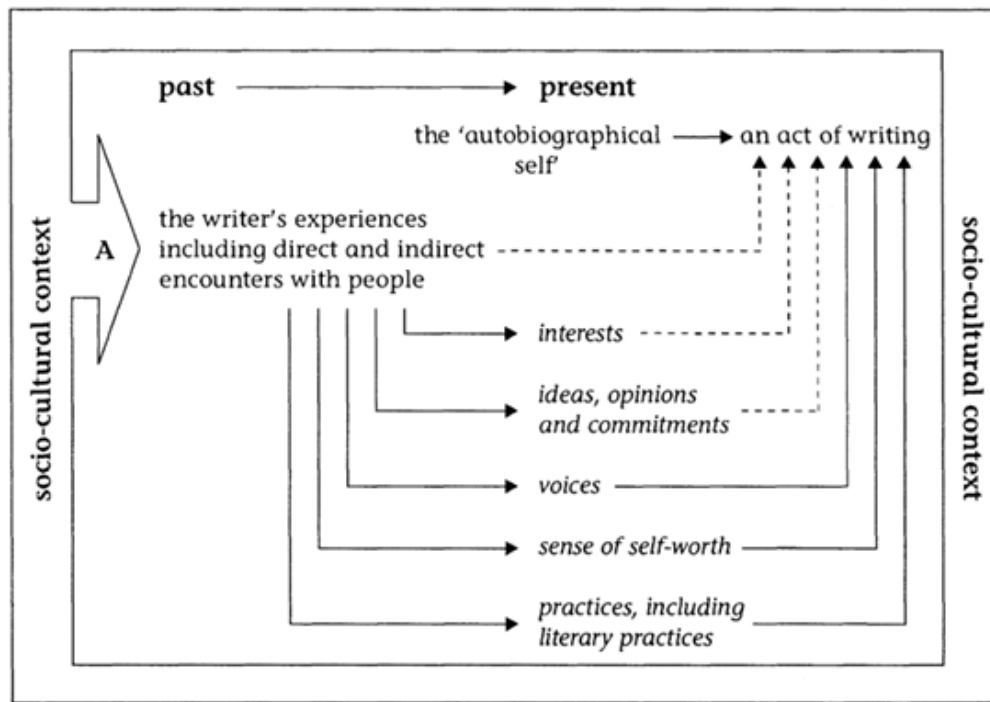 past
present
the 'autobiographical
self'
an act of writing
socio-cultural context
A
the writer's experiences
including direct and indirect
encounters with people
interests
ideas, opinions
and commitments
voices
sense of self-worth
practices, including
literary practices
socio-cultural context